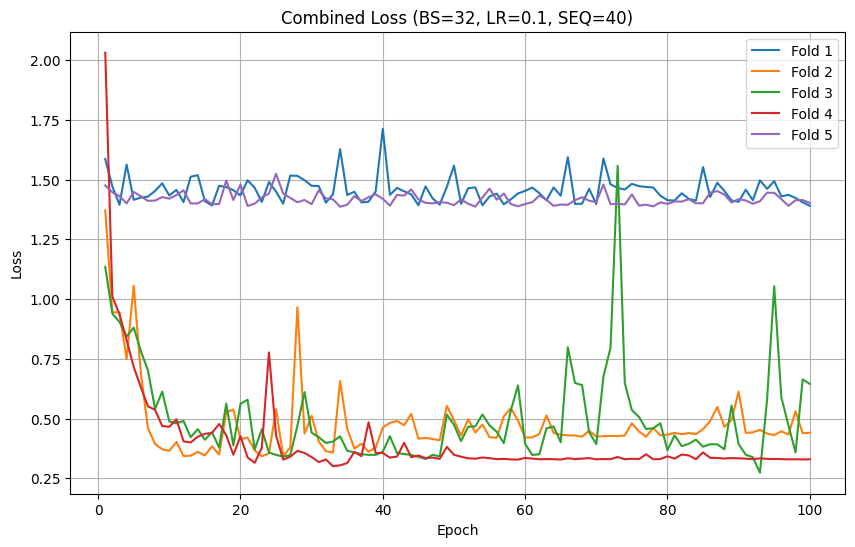 Combined Loss (BS=32, LR=0.1, SEQ=40)
Fold 1
Fold 2
Fold 3
Fold 4
Fold 5
Loss
2.00
1.75
1.50
1.25
1.00
0.75
0.50
0.25
0 20 40 60 80 100
Epoch